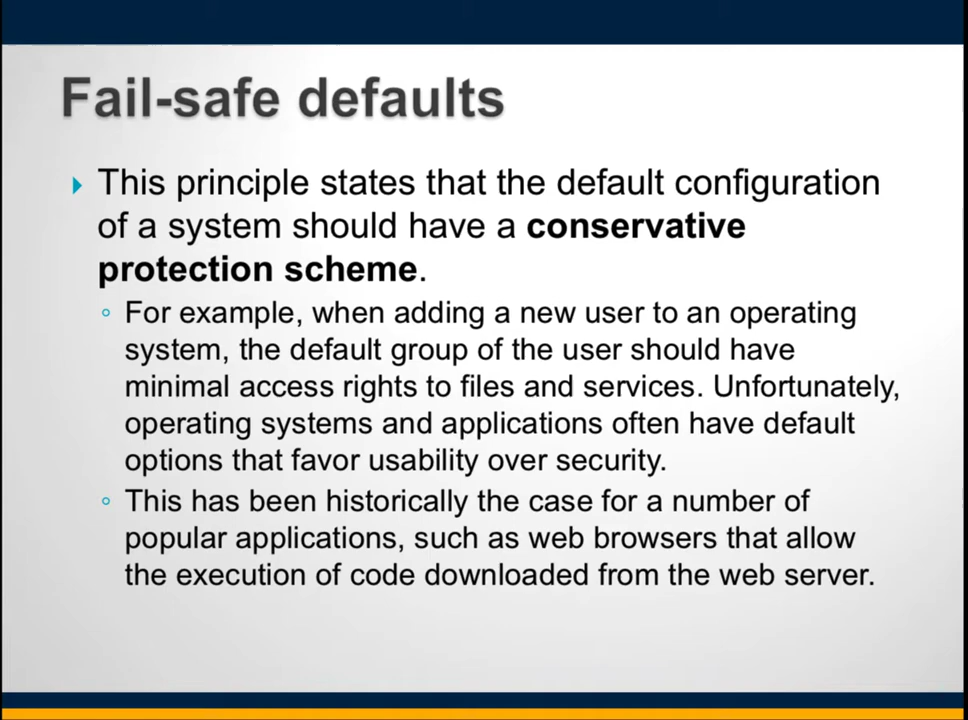 Fail-safe defaults
This principle states that the default configuration
of a system should have a conservative
protection scheme.
For example, when adding a new user to an operating
system, the default group of the user should have
minimal access rights to files and services. Unfortunately,
operating systems and applications often have default
options that favor usability over security.
This has been historically the case for a number of
popular applications, such as web browsers that allow
the execution of code downloaded from the web server.